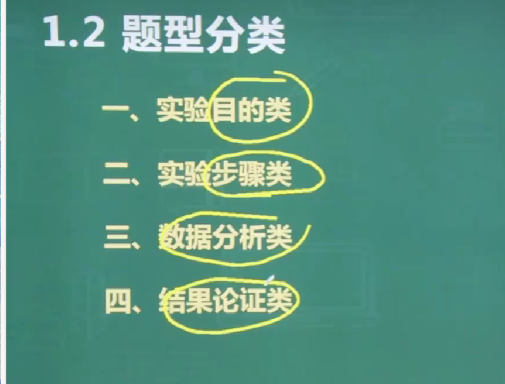 1.2 题型分类
一、实验目的类
二、实验步骤类
三、数据分析类
四、结果论证类